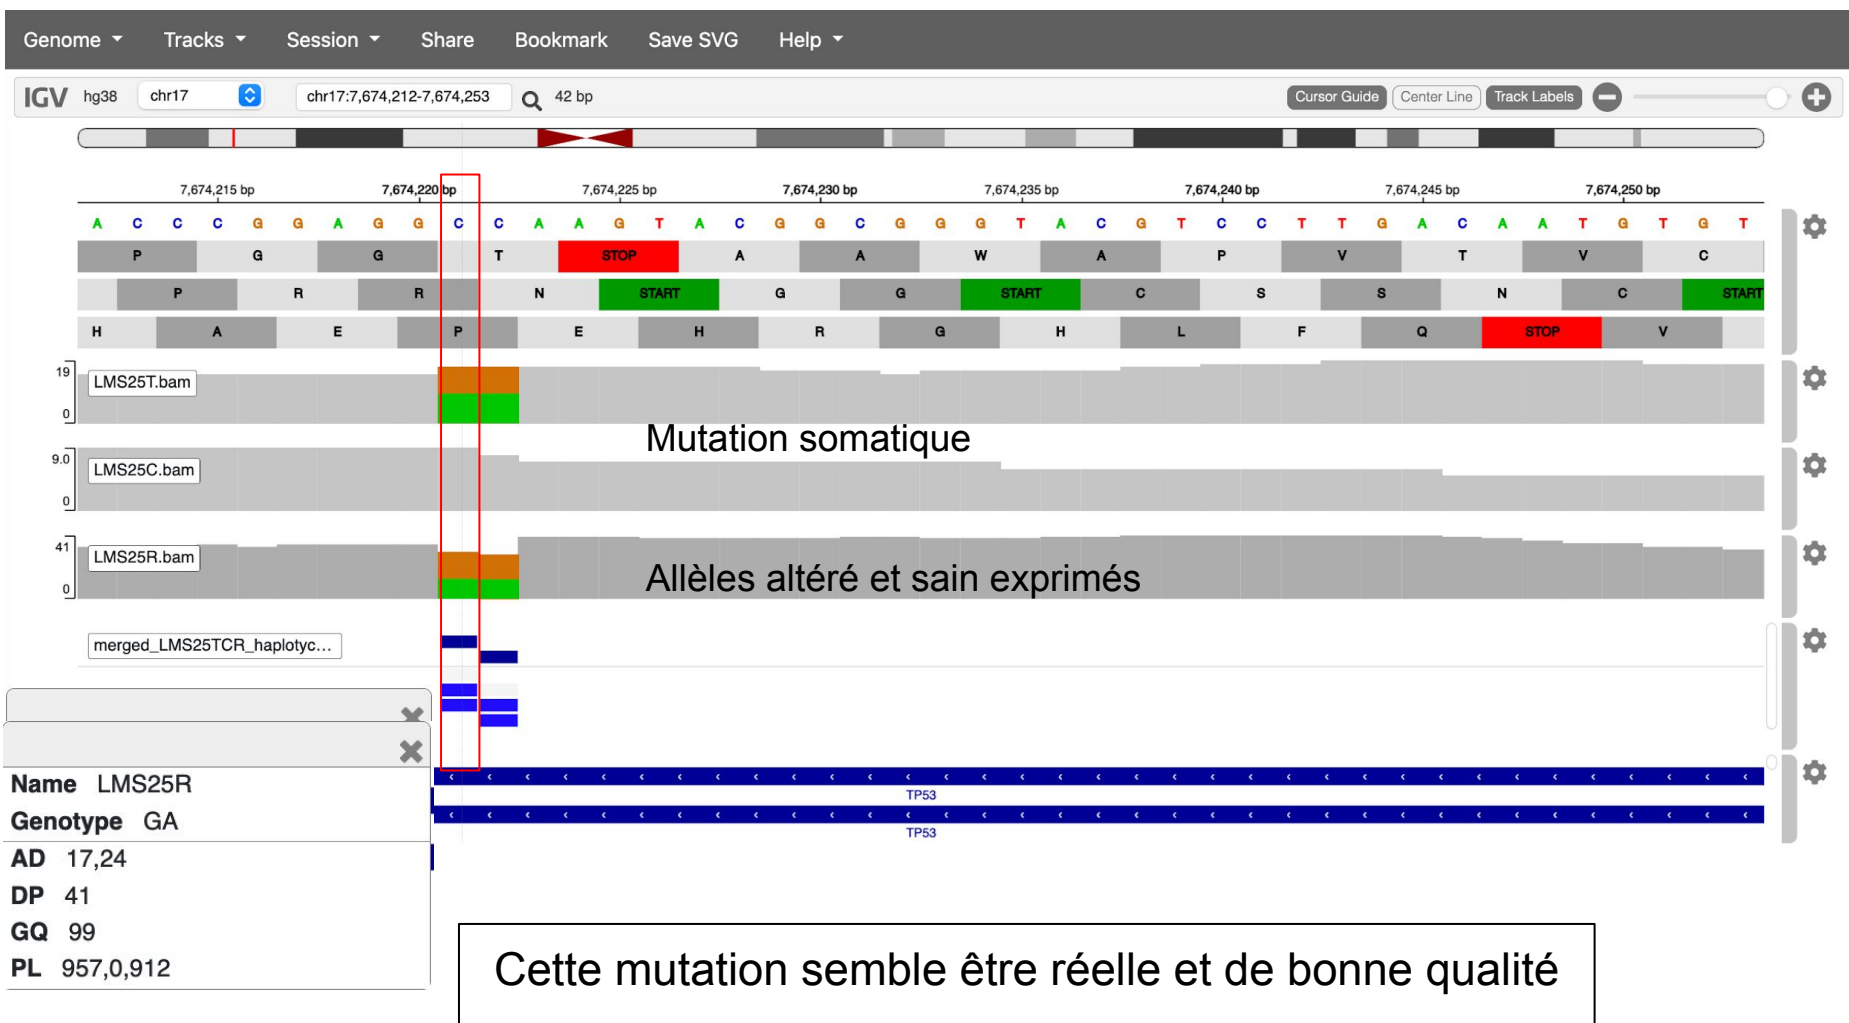 Genome Tracks Session Share Bookmark Save SVG Help
IGV hg38 chr17 chr17:7,674,212-7,674,253 42 bp Cursor Guide Center Line Track Labels
7,674,215 bp 7,674,220 bp 7,674,225 bp 7,674,230 bp 7,674,235 bp 7,674,240 bp 7,674,245 bp 7,674,250 bp
A C C C G G A G G C C A A G T A C G G C G G G T A C G T C C T T G A C A A T G T G T
P G G T STOP A A W A P V T V C
P R R N START G G START C S S N C START
H A E P E H R G H L F Q STOP V
19
LMS25T.bam
0
Mutation somatique
9.0
LMS25C.bam
0
41
LMS25R.bam
0
Allèles altéré et sain exprimés
merged_LMS25TCR_haplotyc...
Name LMS25R
TP53
Genotype GA
TP53
AD 17,24
DP 41
GQ 99
PL 957,0,912
Cette mutation semble être réelle et de bonne qualité